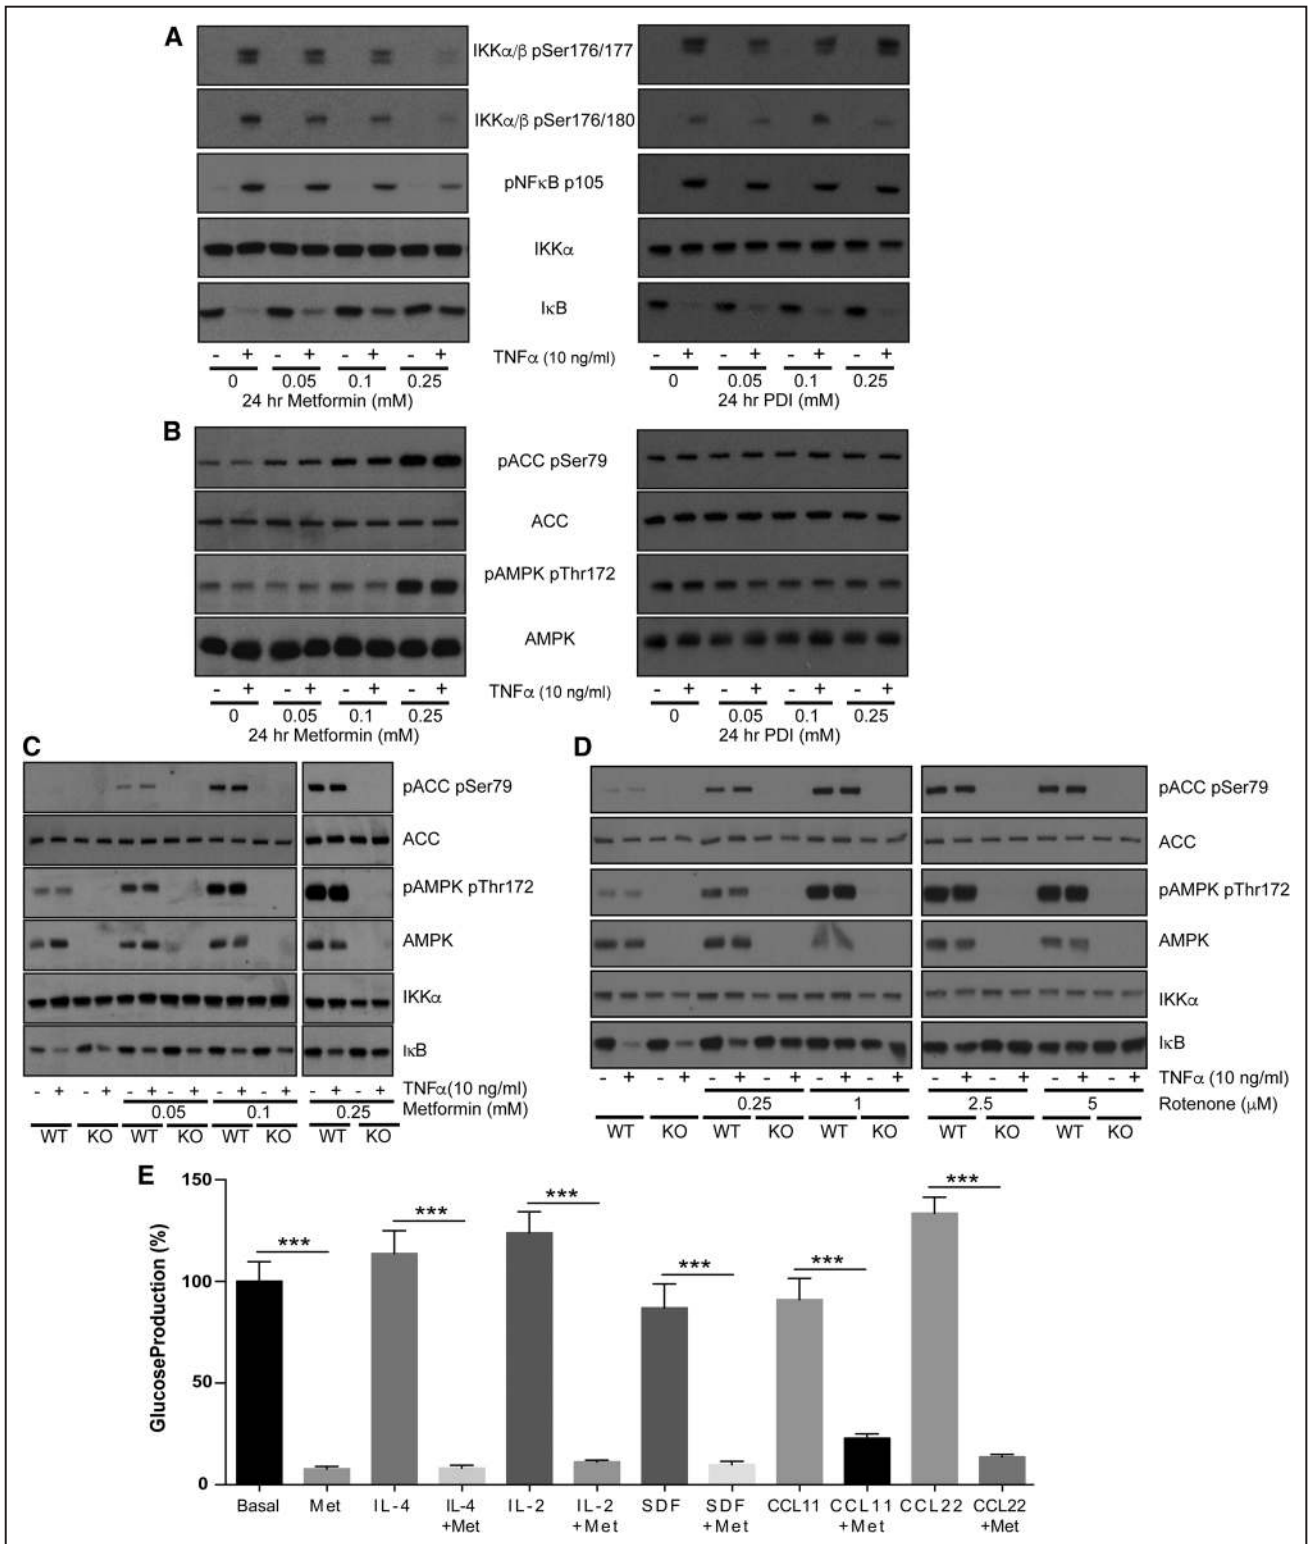 A
IKKα/β pSer176/177
IKKα/β pSer176/180
pNFκB p105
IKKα
IκB
- + - + - + - + TNFα (10 ng/ml) - + - + - + - +
0 0.05 0.1 0.25 0 0.05 0.1 0.25
24 hr Metformin (mM) 24 hr PDI (mM)
B
pACC pSer79
ACC
pAMPK pThr172
AMPK
- + - + - + - + TNFα (10 ng/ml) - + - + - + - +
0 0.05 0.1 0.25 0 0.05 0.1 0.25
24 hr Metformin (mM) 24 hr PDI (mM)
C
pACC pSer79
ACC
pAMPK pThr172
AMPK
IKKα
IκB
- + - + - + - + - + - + - + - + TNFα(10 ng/ml)
0.05 0.1 0.25 Metformin (mM)
WT KO WT KO WT KO WT KO
D
pACC pSer79
ACC
pAMPK pThr172
AMPK
IKKα
IκB
- + - + - + - + - + - + - + - + - + - + TNFα (10 ng/ml)
0.25 1 2.5 5 Rotenone (μM)
WT KO WT KO WT KO WT KO WT KO
E
GlucoseProduction (%)
150
100
50
0
*** *** *** *** *** ***
Basal Met IL-4 IL-4 IL-2 IL-2 SDF SDF CCL11 CCL11 CCL22 CCL22
+Met +Met +Met +Met +Met